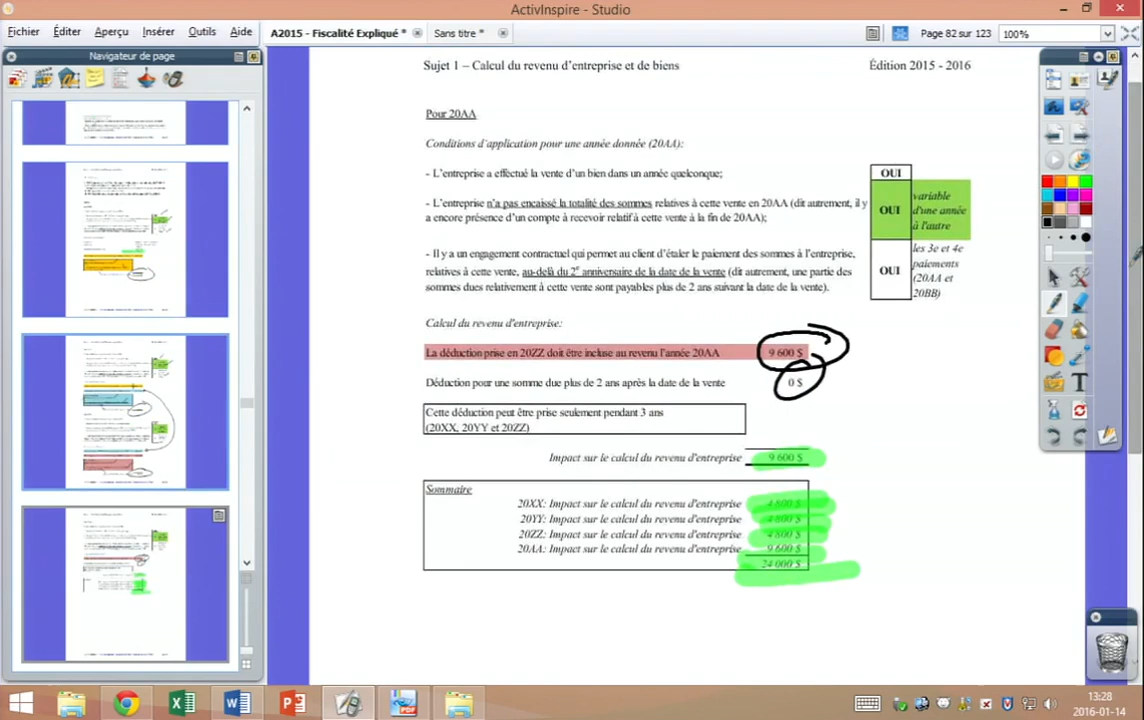 ActivInspire - Studio
Fichier Éditer Aperçu Insérer Outils Aide
A2015 - Fiscalité Expliqué * Sans titre * Page 82 sur 123 100%
Navigateur de page
Sujet 1 – Calcul du revenu d'entreprise et de biens Édition 2015 - 2016
Pour 20AA
Conditions d'application pour une année donnée (20AA):
- L'entreprise a effectué la vente d'un bien dans un année quelconque; OUI
- L'entreprise n'a pas encaissé la totalité des sommes relatives à cette vente en 20AA (dit autrement, il y
a encore présence d'un compte à recevoir relatif à cette vente à la fin de 20AA);
OUI
variable
d'une année
à l'autre
- Il y a un engagement contractuel qui permet au client d'étaler le paiement des sommes à l'entreprise,
relatives à cette vente, au-delà du 2e anniversaire de la date de la vente (dit autrement, une partie des
sommes dues relativement à cette vente sont payables plus de 2 ans suivant la date de la vente).
OUI
les 3e et 4e
paiements
(20AA et
20BB)
Calcul du revenu d'entreprise:
La déduction prise en 20ZZ doit être incluse au revenu l'année 20AA 9 600 $
Déduction pour une somme due plus de 2 ans après la date de la vente 0 $
Cette déduction peut être prise seulement pendant 3 ans
(20XX, 20YY et 20ZZ)
Impact sur le calcul du revenu d'entreprise 9 600 $
Sommaire
20XX: Impact sur le calcul du revenu d'entreprise 4 800 $
20YY: Impact sur le calcul du revenu d'entreprise 4 800 $
20ZZ: Impact sur le calcul du revenu d'entreprise 4 800 $
20AA: Impact sur le calcul du revenu d'entreprise 9 600 $
24 000 $
13:28
2016-01-14